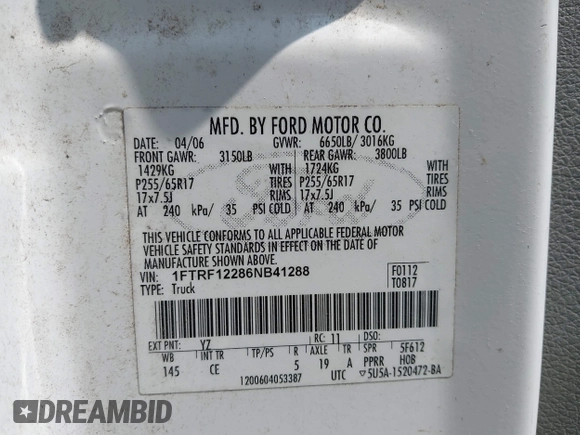 MFD. BY FORD MOTOR CO.
DATE: 04/06 GVWR: 6650LB/ 3016KG
FRONT GAWR: 3150LB REAR GAWR: 3800LB
1429KG WITH 1724KG WITH
P255/65R17 TIRES P255/65R17 TIRES
17x7.5J RIMS 17x7.5J RIMS
AT 240 kPa/ 35 PSI COLD AT 240 kPa/ 35 PSI COLD
THIS VEHICLE CONFORMS TO ALL APPLICABLE FEDERAL MOTOR
VEHICLE SAFETY STANDARDS IN EFFECT ON THE DATE OF
MANUFACTURE SHOWN ABOVE.
VIN: 1FTRF12286NB41288 F0112
TYPE: Truck T0817
EXT PNT: YZ RC: 11 DSO:
WB INT TR TP/PS R AXLE TR SPR 5F612
145 CE 5 19 A PPRR H0B
1200604053387 UTC 5U5A-1520472-BA
DREAMBID